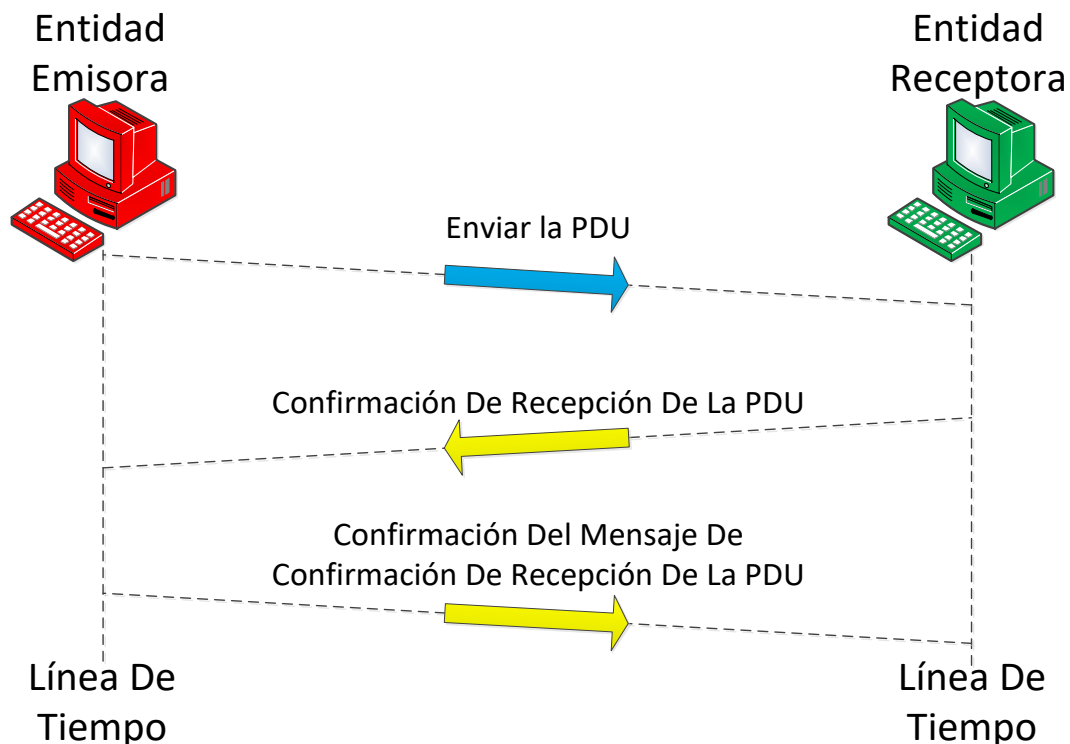 Entidad
Emisora
Entidad
Receptora
Enviar la PDU
Confirmación De Recepción De La PDU
Confirmación Del Mensaje De
Confirmación De Recepción De La PDU
Línea De
Tiempo
Línea De
Tiempo